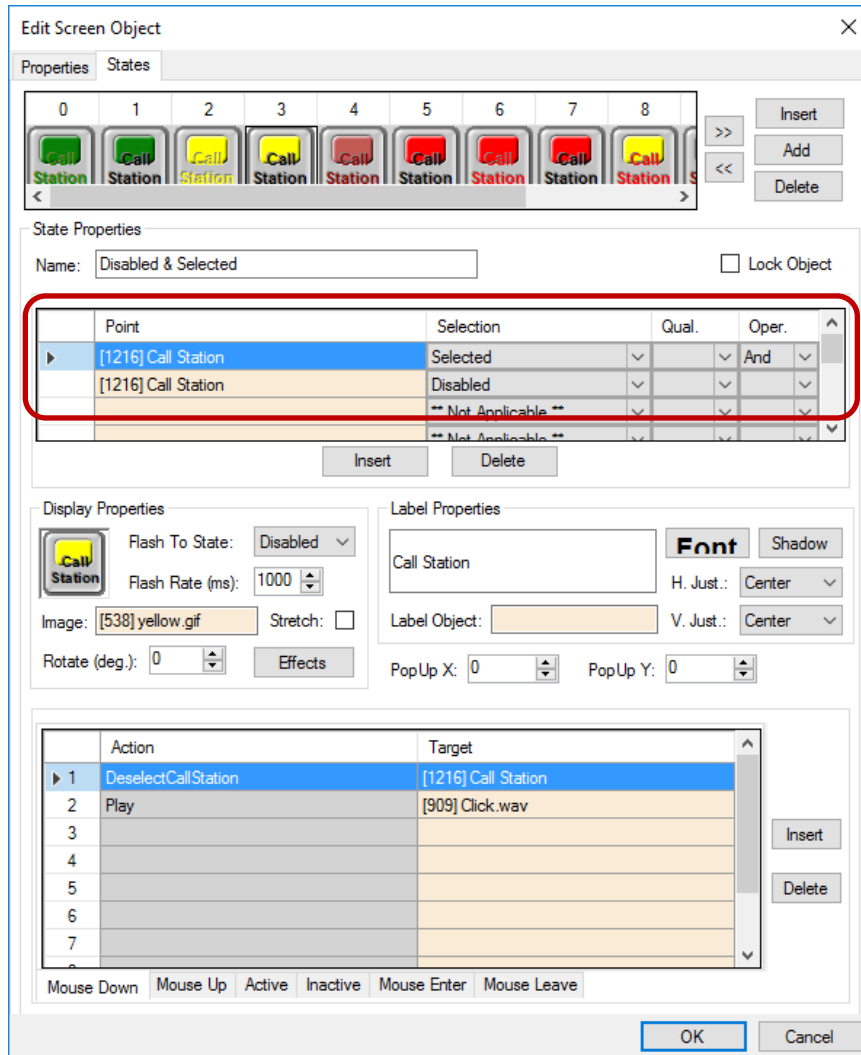 Edit Screen Object
Properties States
0 1 2 3 4 5 6 7 8
Call Station Call Station Call Station Call Station Call Station Call Station Call Station Call Station Call Station S
>> Insert
<< Add
Delete
State Properties
Name: Disabled & Selected Lock Object
Point Selection Qual. Oper.
[1216] Call Station Selected And
[1216] Call Station Disabled
** Not Applicable **
** Not Applicable **
Insert Delete
Display Properties
Call Station
Flash To State: Disabled
Flash Rate (ms): 1000
Image: [538] yellow.gif Stretch:
Rotate (deg.): 0 Effects
Label Properties
Call Station
Font Shadow
H. Just.: Center
Label Object: V. Just.: Center
PopUp X: 0 PopUp Y: 0
Action Target
1 DeselectCallStation [1216] Call Station
2 Play [909] Click.wav
3
4
5
6
7
Insert
Delete
Mouse Down Mouse Up Active Inactive Mouse Enter Mouse Leave
OK Cancel